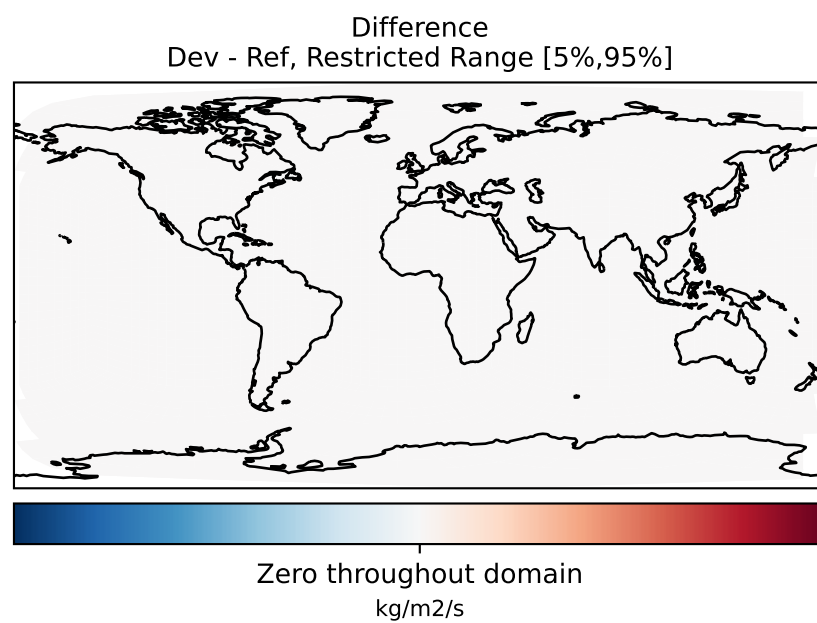 Difference
Dev - Ref, Restricted Range [5%,95%]
Zero throughout domain
kg/m2/s